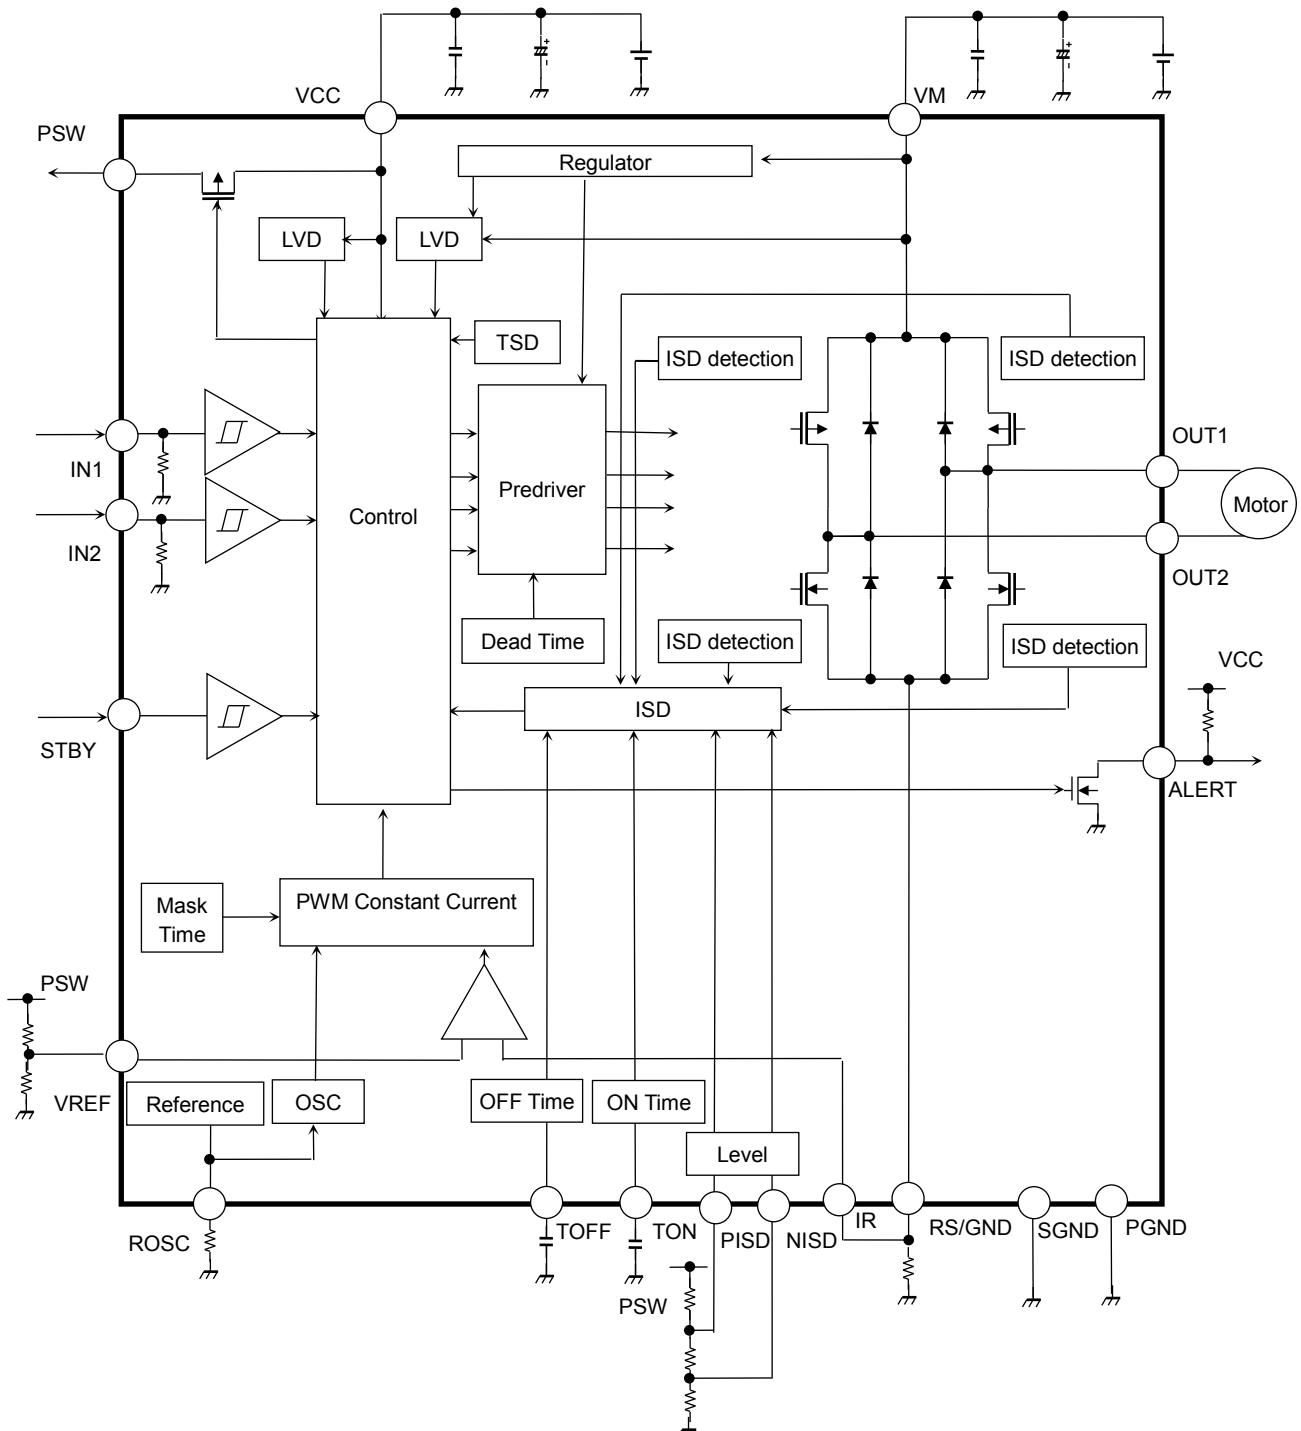 VCC
VM
PSW
Regulator
LVD
LVD
TSD
ISD detection
ISD detection
OUT1
IN1
Motor
Predriver
Control
IN2
OUT2
Dead Time
ISD detection
ISD detection
VCC
ISD
STBY
ALERT
Mask
Time
PWM Constant Current
PSW
VREF
Reference
OSC
OFF Time
ON Time
Level
ROSC
TOFF
TON
PISD
NISD
IR
RS/GND
SGND
PGND
PSW